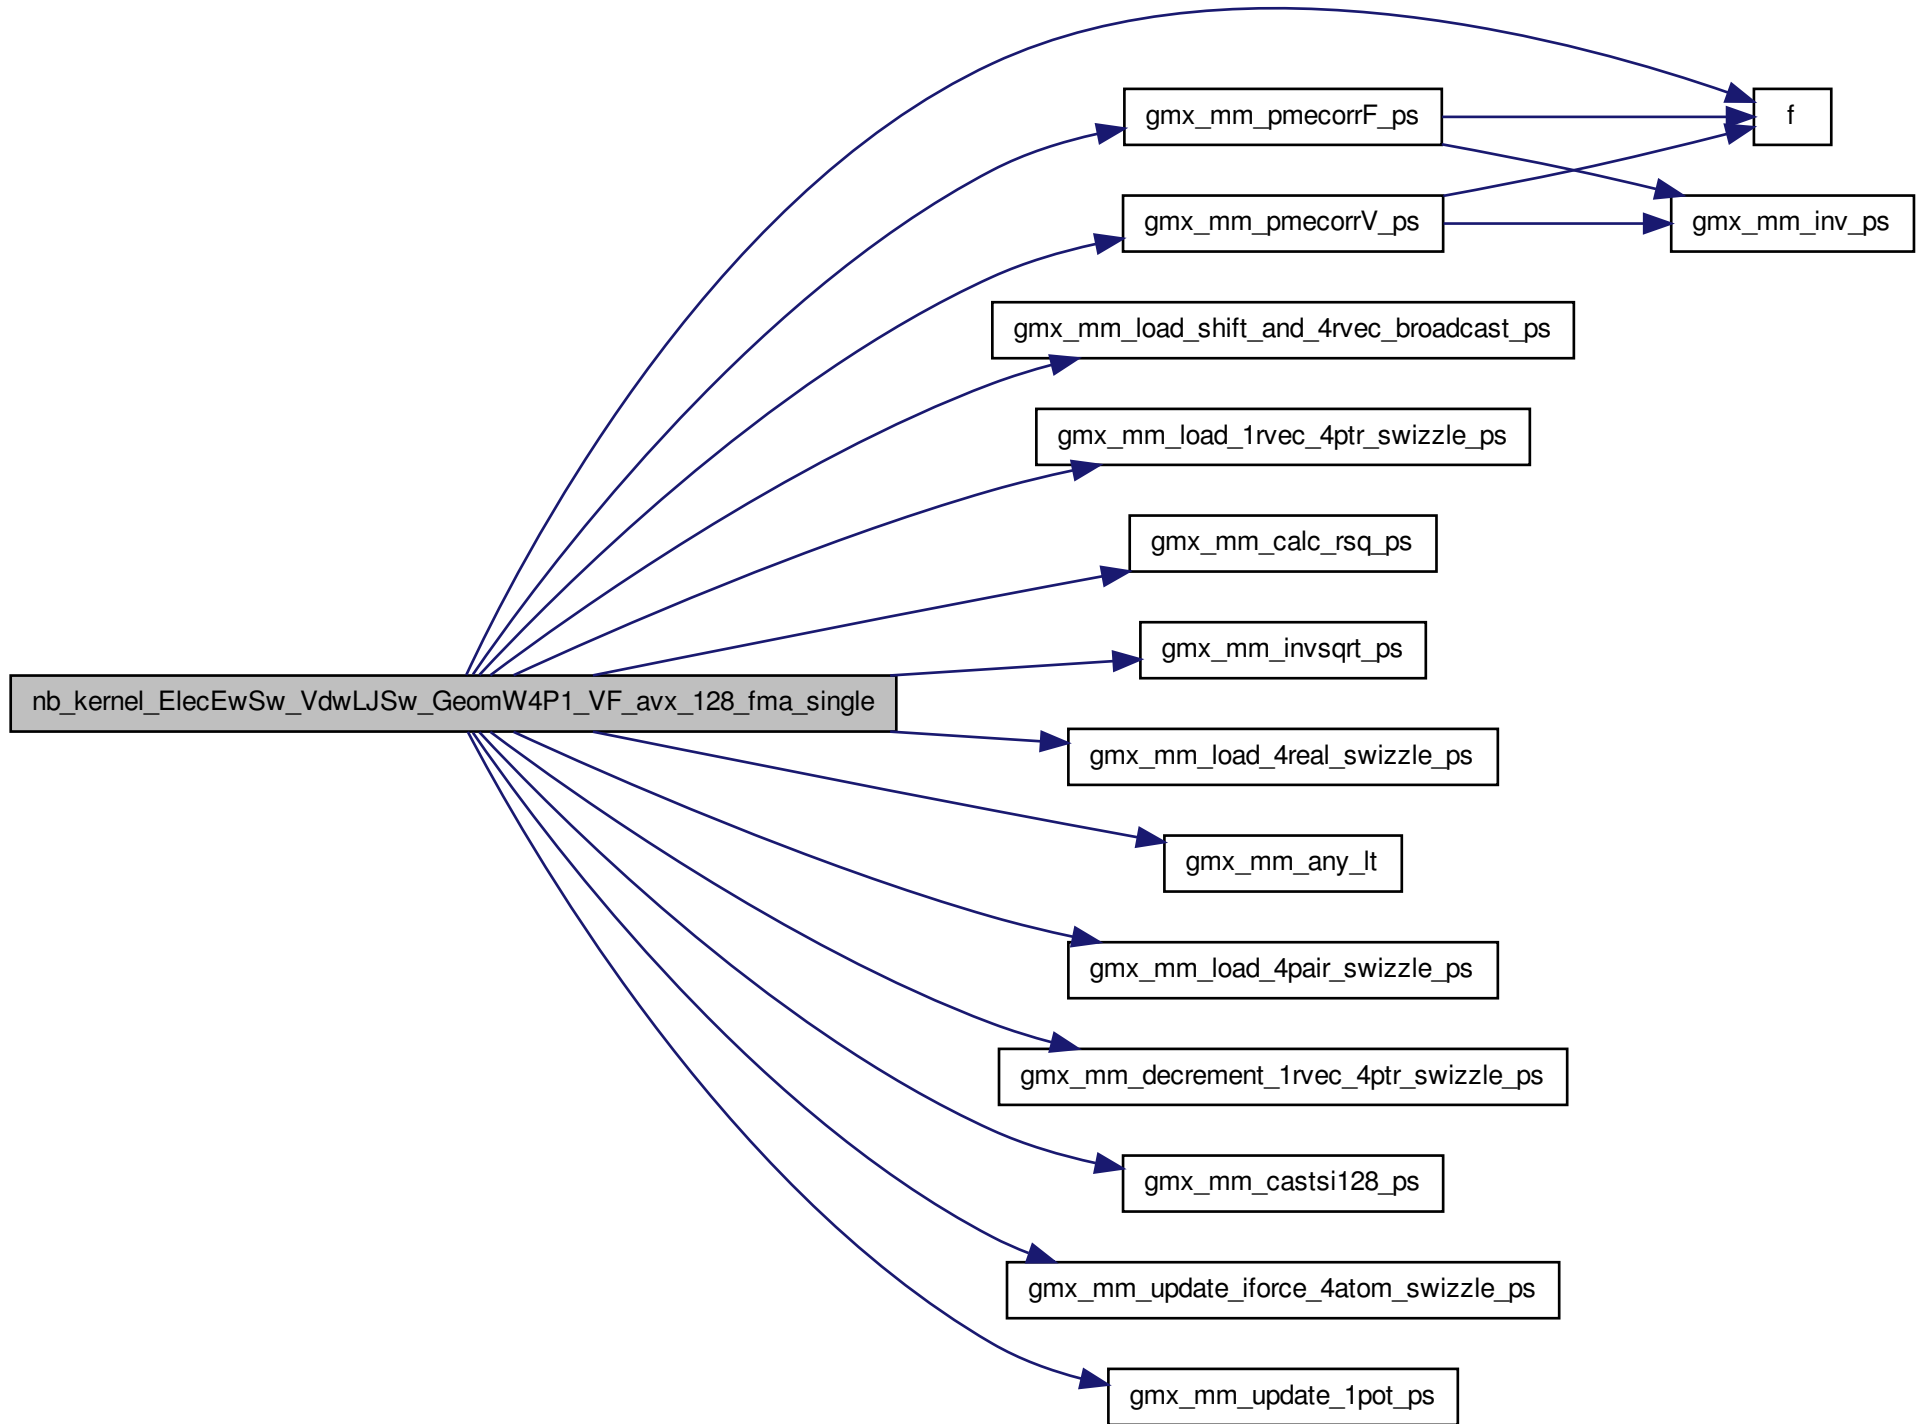 gmx_mm_pmecorrF_ps
f
gmx_mm_pmecorrV_ps
gmx_mm_inv_ps
gmx_mm_load_shift_and_4rvec_broadcast_ps
gmx_mm_load_1rvec_4ptr_swizzle_ps
gmx_mm_calc_rsq_ps
gmx_mm_invsqrt_ps
nb_kernel_ElecEwSw_VdwLJSw_GeomW4P1_VF_avx_128_fma_single
gmx_mm_load_4real_swizzle_ps
gmx_mm_any_lt
gmx_mm_load_4pair_swizzle_ps
gmx_mm_decrement_1rvec_4ptr_swizzle_ps
gmx_mm_castsi128_ps
gmx_mm_update_iforce_4atom_swizzle_ps
gmx_mm_update_1pot_ps